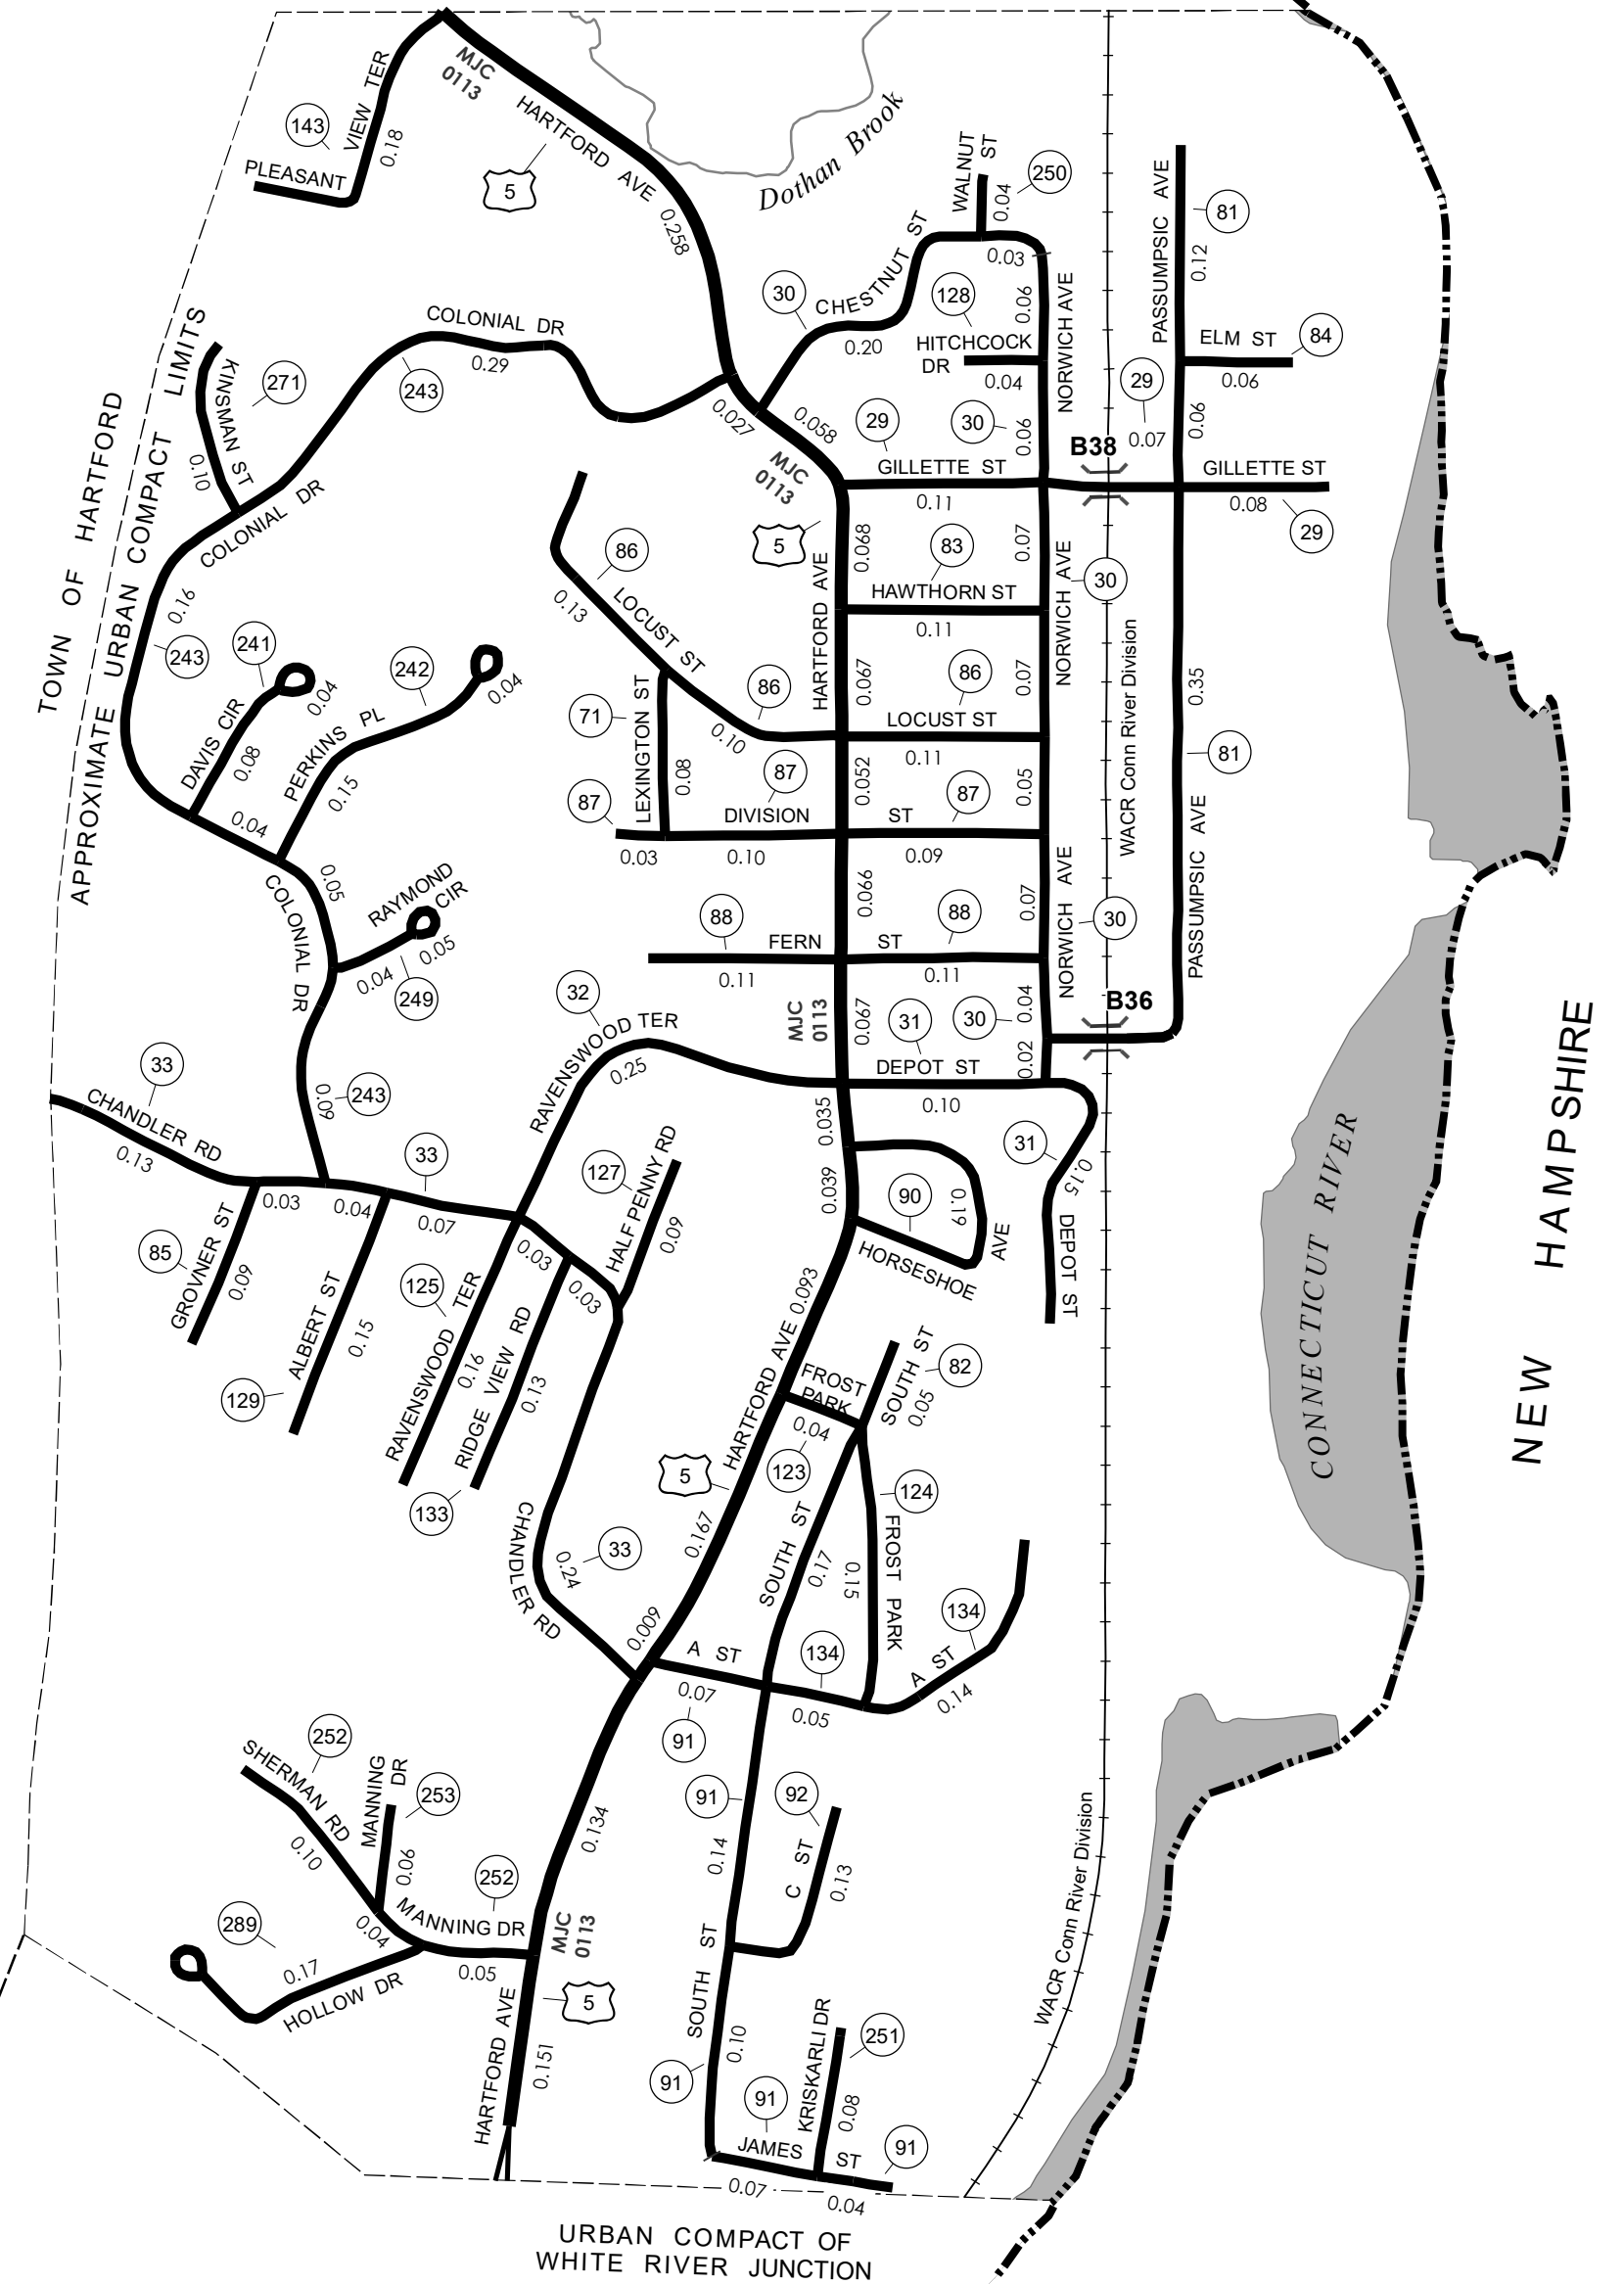 MJC
0113
HARTFORD AVE
5
0.258
VIEW TER
143
0.18
PLEASANT
Dothan Brook
WALNUT
ST
250
0.04
0.03
CHESTNUT ST
30
0.20
128
HITCHCOCK
DR
0.04
0.06
NORWICH AVE
PASSUMPSIC AVE
81
0.12
ELM ST
84
0.06
29
0.07
0.06
COLONIAL DR
0.29
243
271
KINSMAN ST
0.10
TOWN OF HARTFORD
APPROXIMATE URBAN COMPACT LIMITS
COLONIAL DR
0.027
0.058
MJC
0113
5
29
30
0.06
GILLETTE ST
0.11
B38
GILLETTE ST
0.08
29
0.16
243
86
0.13
LOCUST ST
HARTFORD AVE
0.068
83
HAWTHORN ST
0.11
0.07
NORWICH AVE
30
WACR Conn River Division
0.35
81
PASSUMPSIC AVE
241
DAVIS CIR
0.04
0.08
242
PERKINS PL
0.04
0.15
71
LEXINGTON ST
0.08
86
0.10
0.067
86
LOCUST ST
0.11
0.07
87
87
DIVISION ST
0.03
0.10
0.052
87
0.09
0.05
0.04
COLONIAL DR
0.05
RAYMOND
CIR
0.04
0.05
249
88
FERN ST
0.11
0.066
88
0.11
0.07
NORWICH AVE
30
32
RAVENSWOOD TER
0.25
MJC
0113
0.067
31
30
0.04
B36
DEPOT ST
0.02
0.10
33
CHANDLER RD
0.13
0.09
243
0.03
0.04
33
0.07
127
HALF PENNY RD
0.09
0.035
0.039
90
0.19
HORSESHOE
AVE
31
0.15
DEPOT ST
85
GROVNER ST
0.09
129
ALBERT ST
0.15
125
RAVENSWOOD TER
0.16
0.03
0.03
RIDGE VIEW RD
0.13
133
HARTFORD AVE
0.093
FROST
PARK
0.04
123
SOUTH ST
82
0.05
5
0.167
124
FROST PARK
0.15
SOUTH ST
0.17
CHANDLER RD
0.24
33
0.009
A ST
0.07
91
134
0.05
A ST
134
0.14
CONNECTICUT RIVER
NEW HAMPSHIRE
252
SHERMAN RD
0.10
MANNING
DR
253
0.06
252
MANNING DR
0.04
0.05
289
0.17
HOLLOW DR
0.134
MJC
0113
5
HARTFORD AVE
0.151
91
0.14
92
C ST
0.13
SOUTH ST
0.10
91
91
JAMES ST
0.07
KRISKARLI DR
251
0.08
91
0.04
WACR Conn River Division
URBAN COMPACT OF
WHITE RIVER JUNCTION